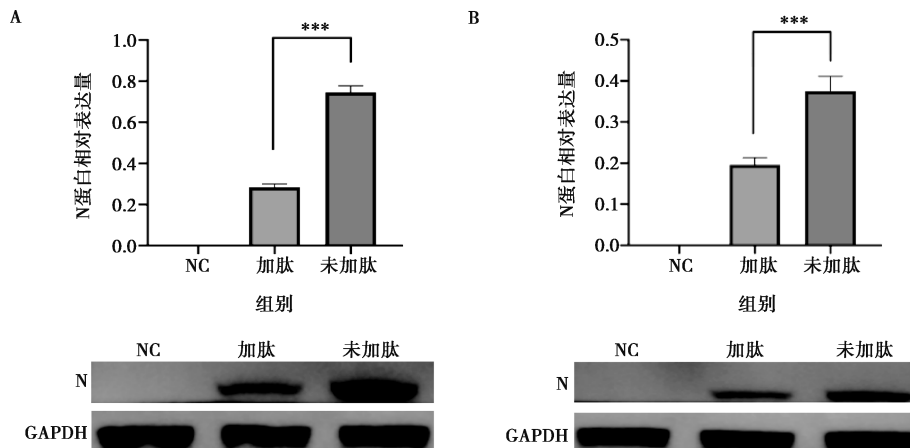 A
***
1.0
0.8
0.6
0.4
0.2
0.0
N蛋白相对表达量
NC 加肽 未加肽
组别
NC 加肽 未加肽
N
GAPDH
B
***
0.5
0.4
0.3
0.2
0.1
0.0
N蛋白相对表达量
NC 加肽 未加肽
组别
NC 加肽 未加肽
N
GAPDH